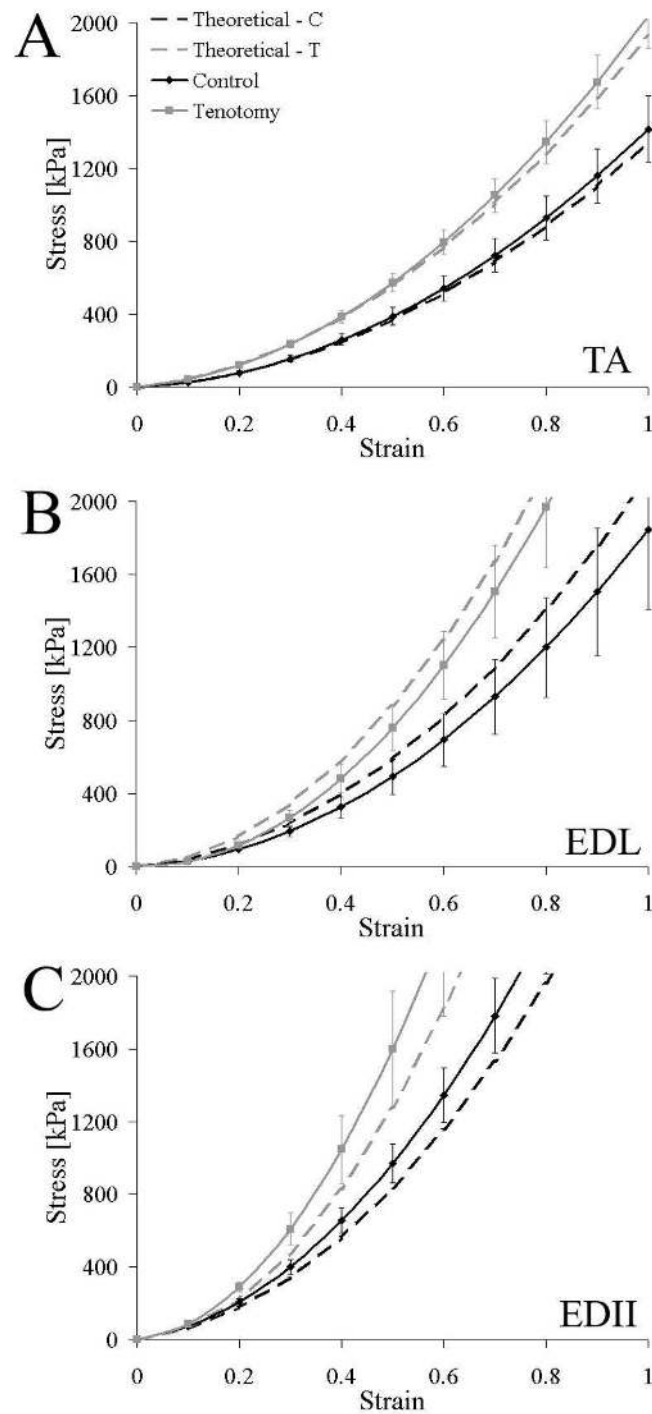 A
Theoretical - C
Theoretical - T
Control
Tenotomy
2000
1600
1200
800
400
0
Stress [kPa]
TA
0 0.2 0.4 0.6 0.8 1
Strain
B
2000
1600
1200
800
400
0
Stress [kPa]
EDL
0 0.2 0.4 0.6 0.8 1
Strain
C
2000
1600
1200
800
400
0
Stress [kPa]
EDII
0 0.2 0.4 0.6 0.8 1
Strain